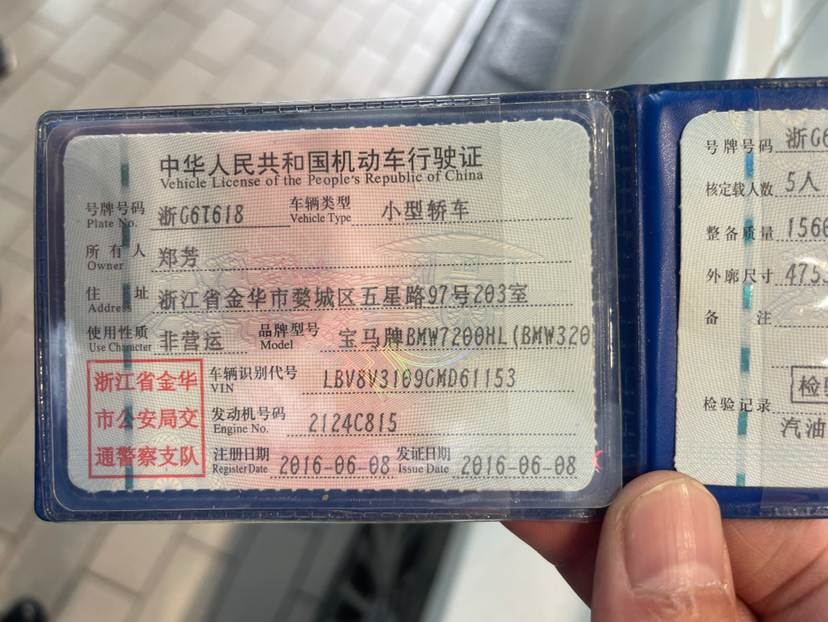 中华人民共和国机动车行驶证
Vehicle License of the People's Republic of China
号牌号码 浙G6T618 车辆类型 小型轿车
Plate No. Vehicle Type
所有人 郑芳
Owner
住址 浙江省金华市婺城区五星路97号203室
Address
使用性质 非营运 品牌型号 宝马牌BMW7200HL(BMW320
Use Character Model
浙江省金华
市公安局交
通警察支队
车辆识别代号 LBV8V3109GMD61153
VIN
发动机号码 2124C815
Engine No.
注册日期 2016-06-08 发证日期 2016-06-08
Register Date Issue Date
号牌号码 浙G6
核定载人数 5人
整备质量 156
外廓尺寸 475
备注
检验记录
汽油